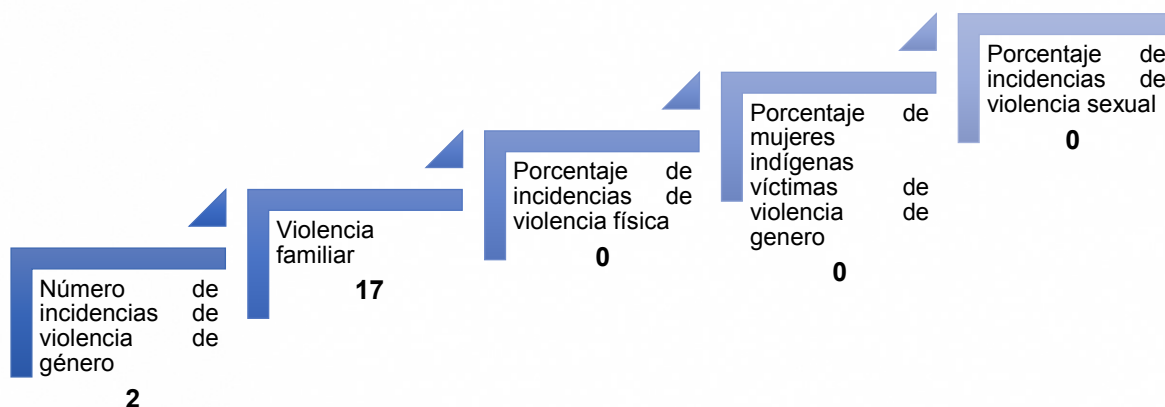 Número de
incidencias de
violencia de
género
2
Violencia
familiar
17
Porcentaje de
incidencias de
violencia física
0
Porcentaje de
mujeres
indígenas
víctimas de
violencia de
genero
0
Porcentaje de
incidencias de
violencia sexual
0